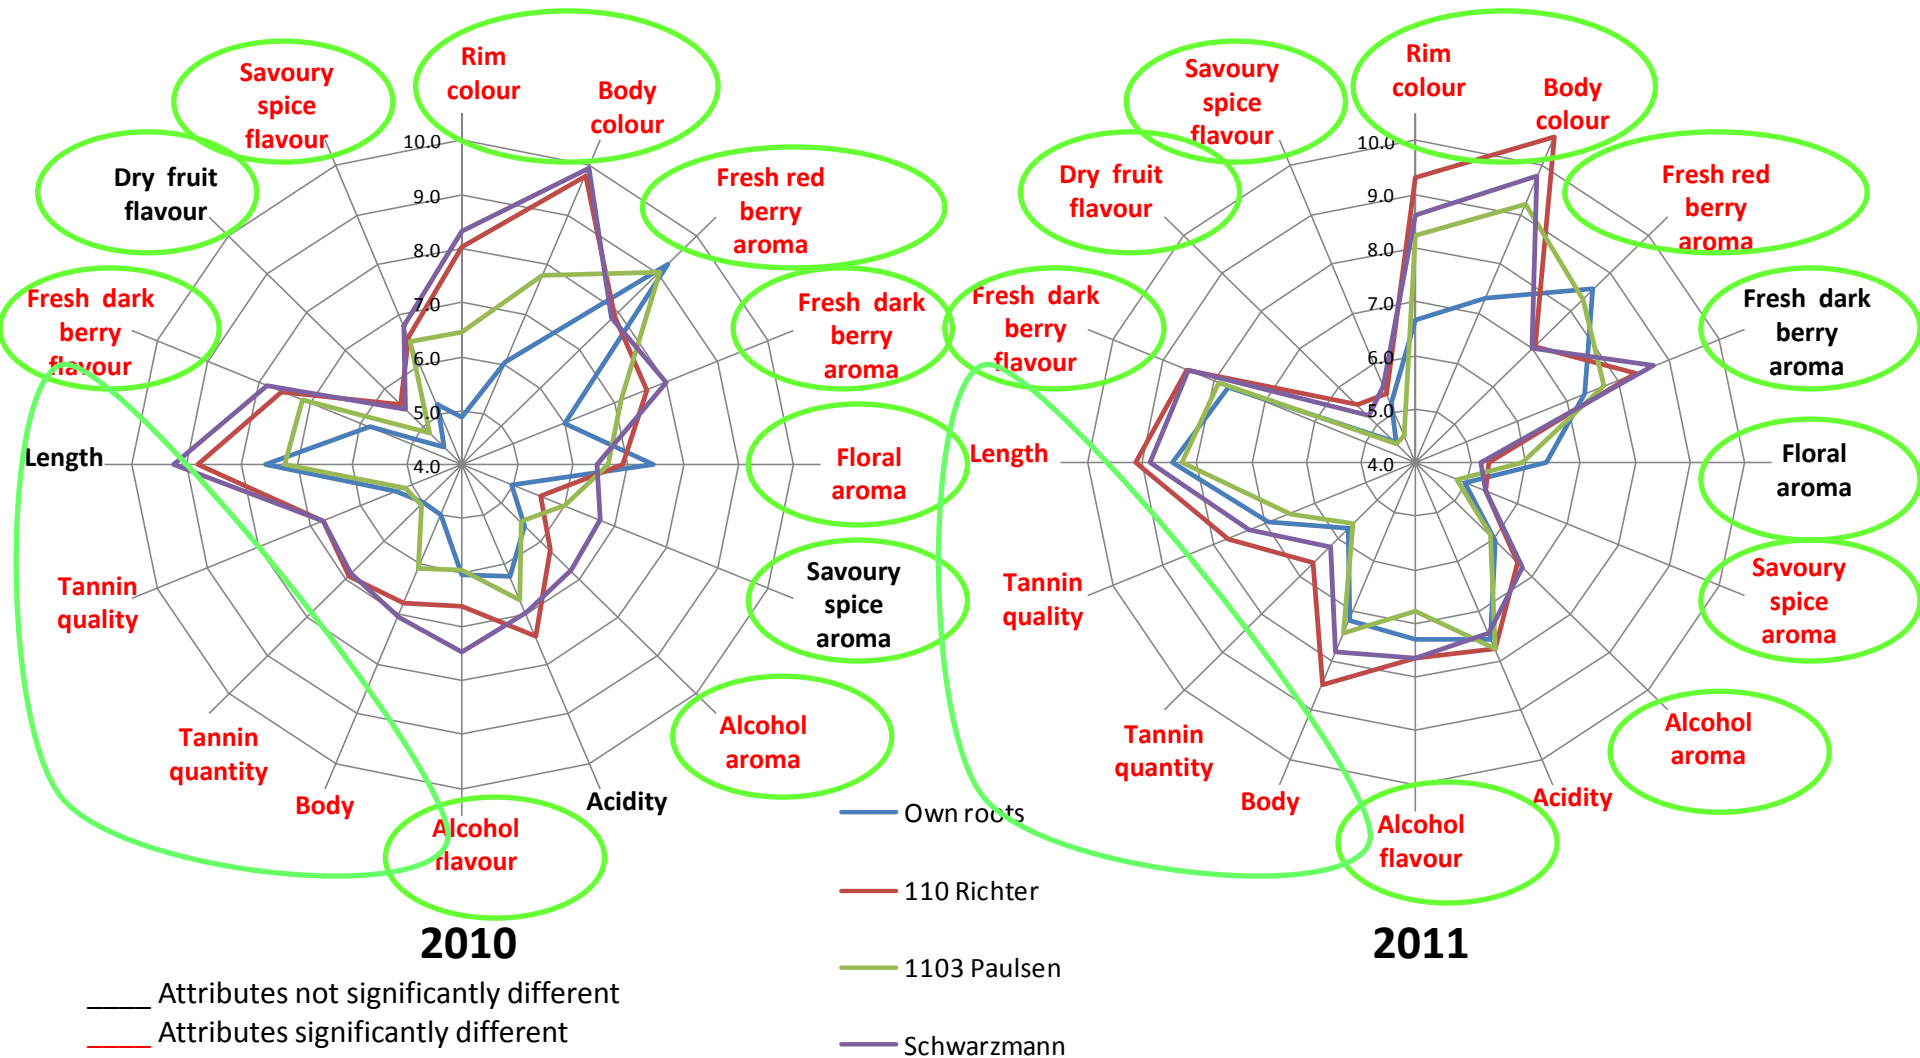 Rim
colour
Body
colour
Savoury
spice
flavour
Dry fruit
flavour
Fresh red
berry
aroma
Fresh dark
berry
flavour
Fresh dark
berry
aroma
Length
Floral
aroma
Savoury
spice
aroma
Tannin
quality
Tannin
quantity
Alcohol
aroma
Body
Acidity
Alcohol
flavour
10.0
9.0
8.0
7.0
6.0
5.0
4.0
2010
Rim
colour
Body
colour
Savoury
spice
flavour
Dry fruit
flavour
Fresh red
berry
aroma
Fresh dark
berry
flavour
Fresh dark
berry
aroma
Length
Floral
aroma
Savoury
spice
aroma
Tannin
quality
Tannin
quantity
Alcohol
aroma
Body
Acidity
Alcohol
flavour
10.0
9.0
8.0
7.0
6.0
5.0
4.0
2011
Own roots
110 Richter
1103 Paulsen
Schwarzmann
____ Attributes not significantly different
____ Attributes significantly different